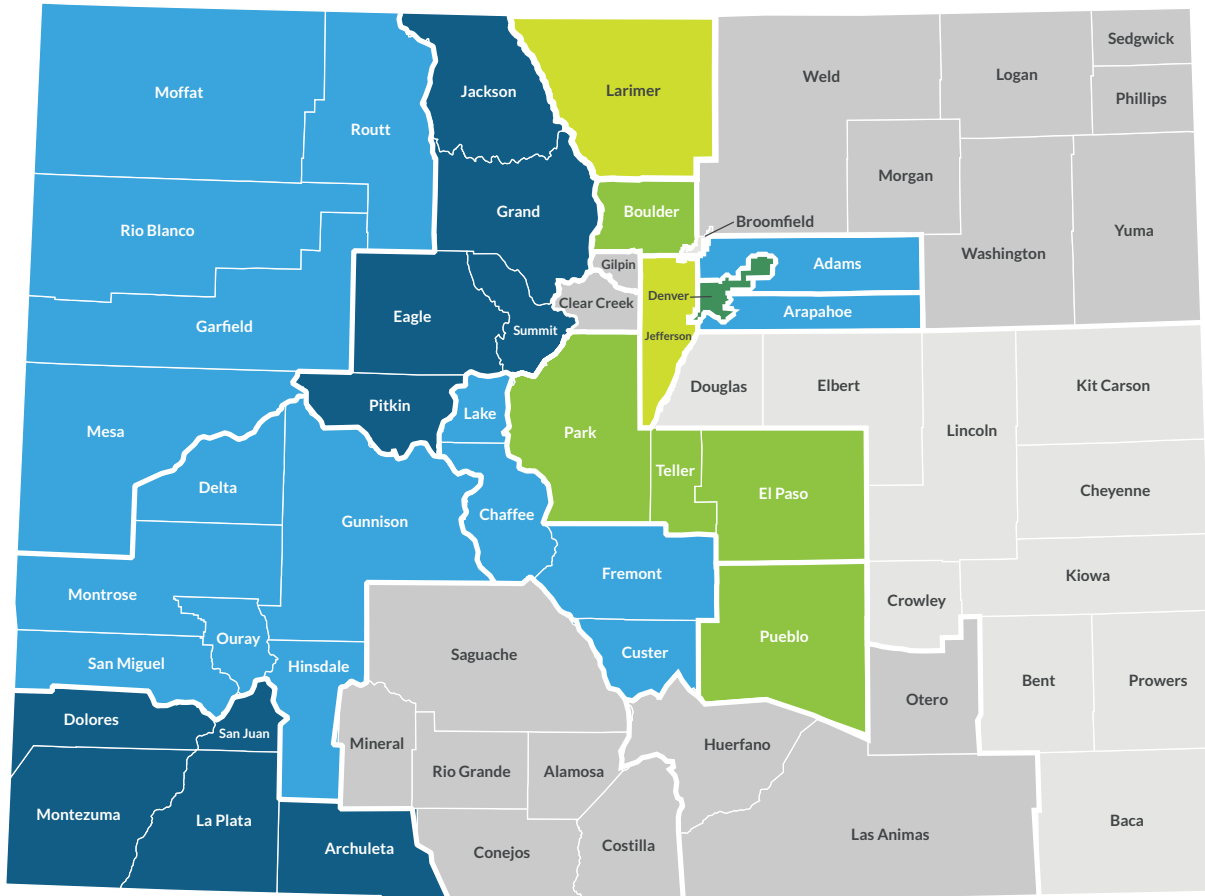 Sedgwick
Moffat
Jackson
Larimer
Weld
Logan
Phillips
Routt
Morgan
Rio Blanco
Grand
Boulder
Broomfield
Yuma
Washington
Gilpin
Adams
Denver
Clear Creek
Garfield
Eagle
Summit
Arapahoe
Jefferson
Pitkin
Lake
Douglas
Elbert
Kit Carson
Mesa
Park
Lincoln
Teller
Delta
El Paso
Cheyenne
Gunnison
Chaffee
Fremont
Kiowa
Montrose
Crowley
Ouray
Pueblo
San Miguel
Hinsdale
Saguache
Custer
Bent
Prowers
Otero
Dolores
San Juan
Mineral
Huerfano
Rio Grande
Alamosa
Montezuma
La Plata
Baca
Archuleta
Conejos
Costilla
Las Animas